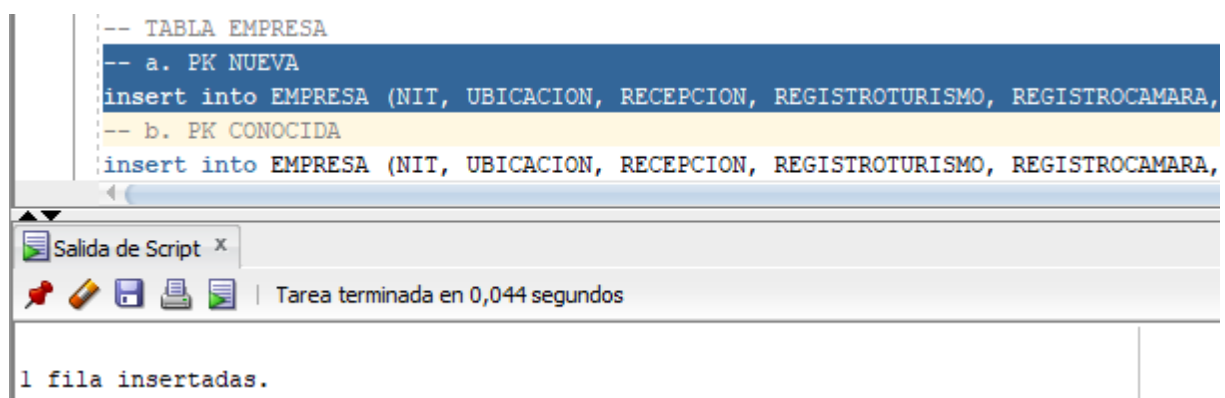 -- TABLA EMPRESA
-- a. PK NUEVA
insert into EMPRESA (NIT, UBICACION, RECEPCION, REGISTROTURISMO, REGISTROCAMARA,
-- b. PK CONOCIDA
insert into EMPRESA (NIT, UBICACION, RECEPCION, REGISTROTURISMO, REGISTROCAMARA,
Salida de Script x
Tarea terminada en 0,044 segundos
1 fila insertadas.